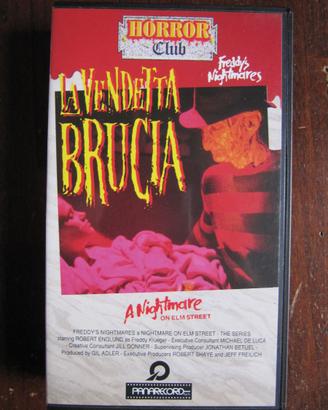 HORROR
Club
Freddy's
Nightmares
LA VENDETTA
BRUCIA
A Nightmare
ON ELM STREET
FREDDY'S NIGHTMARES a NIGHTMARE ON ELM STREET - THE SERIES
starring ROBERT ENGLUND as Freddy Krueger - Executive Consultant MICHAEL DE LUCA
Creative Consultant JILL DONNER - Supervising Producer JONATHAN BETUEL
Produced by GIL ADLER - Executive Producers ROBERT SHAYE and JEFF FREILICH
PANARECORD